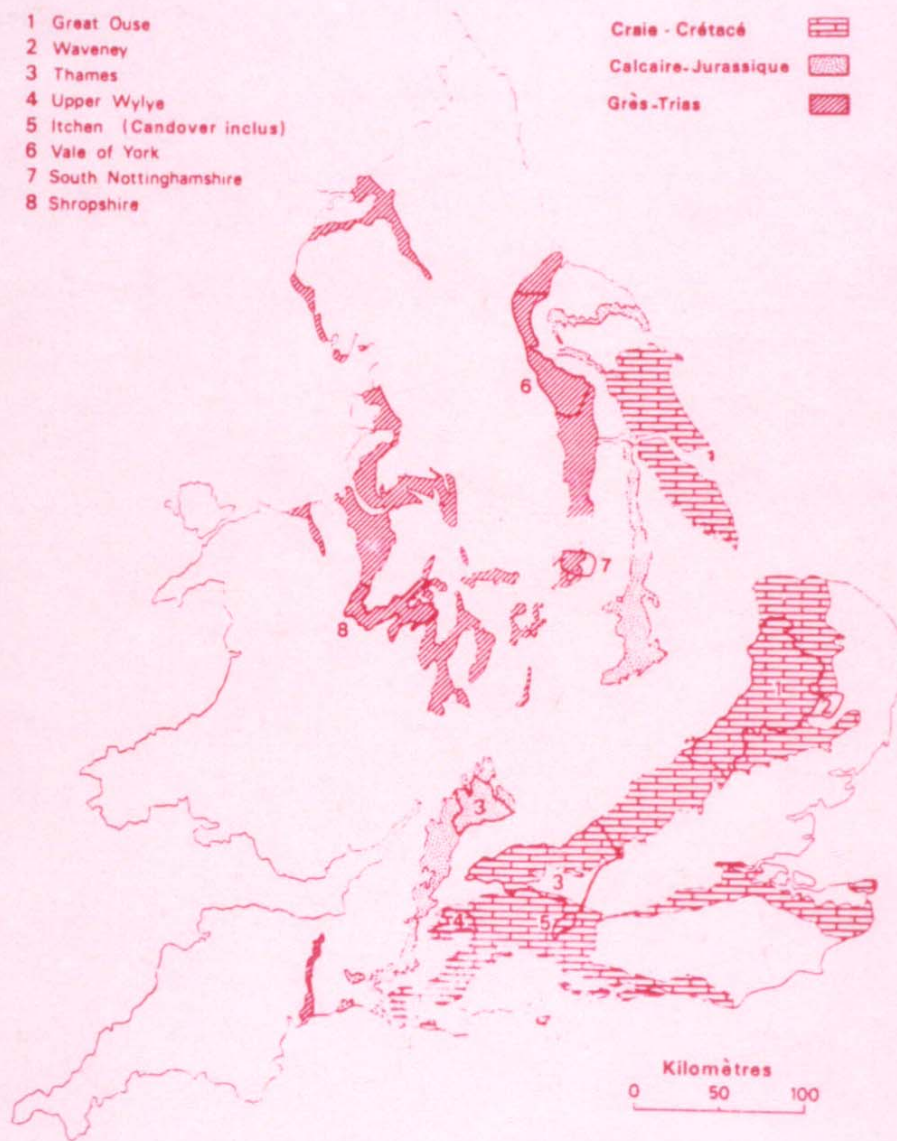 1 Great Ouse
2 Waveney
3 Thames
4 Upper Wylye
5 Itchen (Candover inclus)
6 Vale of York
7 South Nottinghamshire
8 Shropshire
Craie - Crétacé
Calcaire-Jurassique
Grès-Trias
6
7
8
1
2
3
3
4
5
Kilomètres
0 50 100